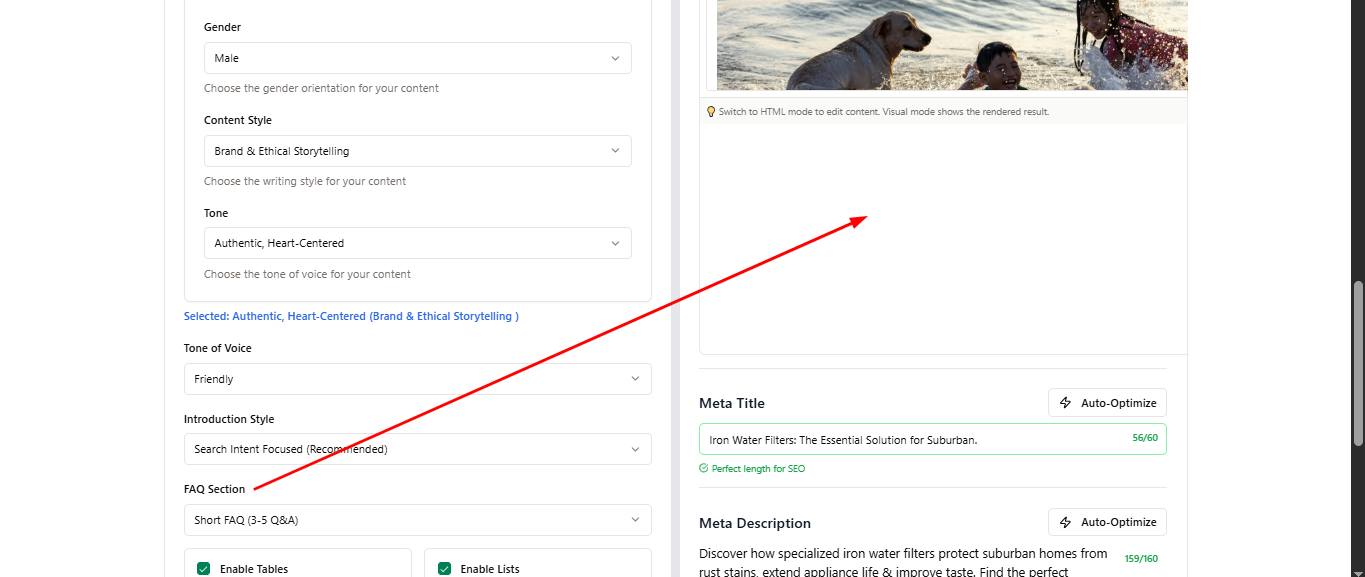 Gender
Male
Choose the gender orientation for your content
Content Style
Brand & Ethical Storytelling
Choose the writing style for your content
Tone
Authentic, Heart-Centered
Choose the tone of voice for your content
Selected: Authentic, Heart-Centered (Brand & Ethical Storytelling )
Tone of Voice
Friendly
Introduction Style
Search Intent Focused (Recommended)
FAQ Section
Short FAQ (3-5 Q&A)
Enable Tables
Enable Lists
Switch to HTML mode to edit content. Visual mode shows the rendered result.
Meta Title
Auto-Optimize
Iron Water Filters: The Essential Solution for Suburban.
56/60
Perfect length for SEO
Meta Description
Auto-Optimize
Discover how specialized iron water filters protect suburban homes from
159/160
rust stains, extend appliance life & improve taste. Find the perfect